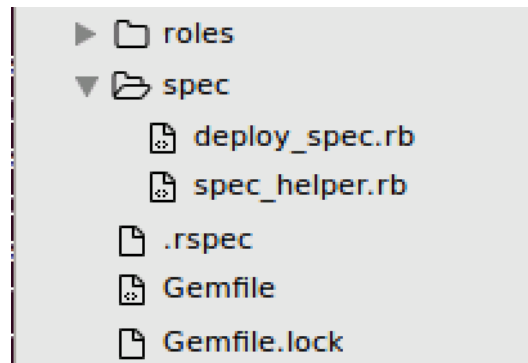 roles
spec
deploy_spec.rb
spec_helper.rb
.rspec
Gemfile
Gemfile.lock